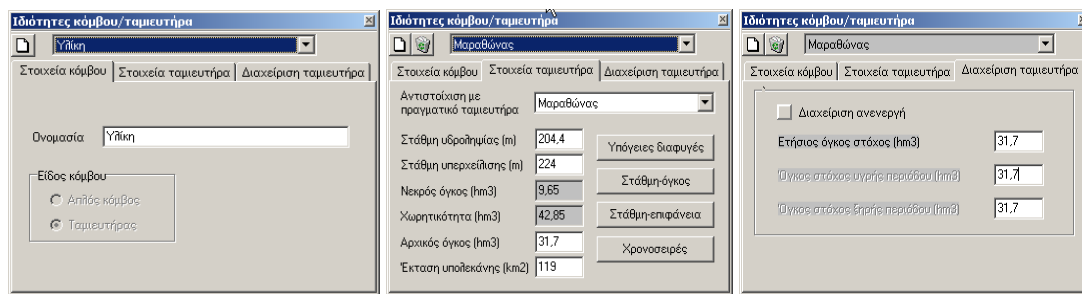 Ιδιότητες κόμβου/ταμιευτήρα
Υλίκη
Στοιχεία κόμβου
Στοιχεία ταμιευτήρα
Διαχείριση ταμιευτήρα
Ονομασία
Υλίκη
Είδος κόμβου
Απλός κόμβος
Ταμιευτήρας
Ιδιότητες κόμβου/ταμιευτήρα
Μαραθώνας
Στοιχεία κόμβου
Στοιχεία ταμιευτήρα
Διαχείριση ταμιευτήρα
Αντιστοίχιση με
πραγματικό ταμιευτήρα
Μαραθώνας
Στάθμη υδροληψίας (m) 204,4
Στάθμη υπερχείλισης (m) 224
Νεκρός όγκος (hm3) 9,65
Χωρητικότητα (hm3) 42,85
Αρχικός όγκος (hm3) 31,7
Έκταση υπολεκάνης (km2) 119
Υπόγειες διαφυγές
Στάθμη-όγκος
Στάθμη-επιφάνεια
Χρονοσειρές
Ιδιότητες κόμβου/ταμιευτήρα
Μαραθώνας
Στοιχεία κόμβου
Στοιχεία ταμιευτήρα
Διαχείριση ταμιευτήρα
Διαχείριση ανενεργή
Ετήσιος όγκος στόχος (hm3) 31,7
Όγκος στόχος υγρής περιόδου (hm3) 31,7
Όγκος στόχος ξηρής περιόδου (hm3) 31,7